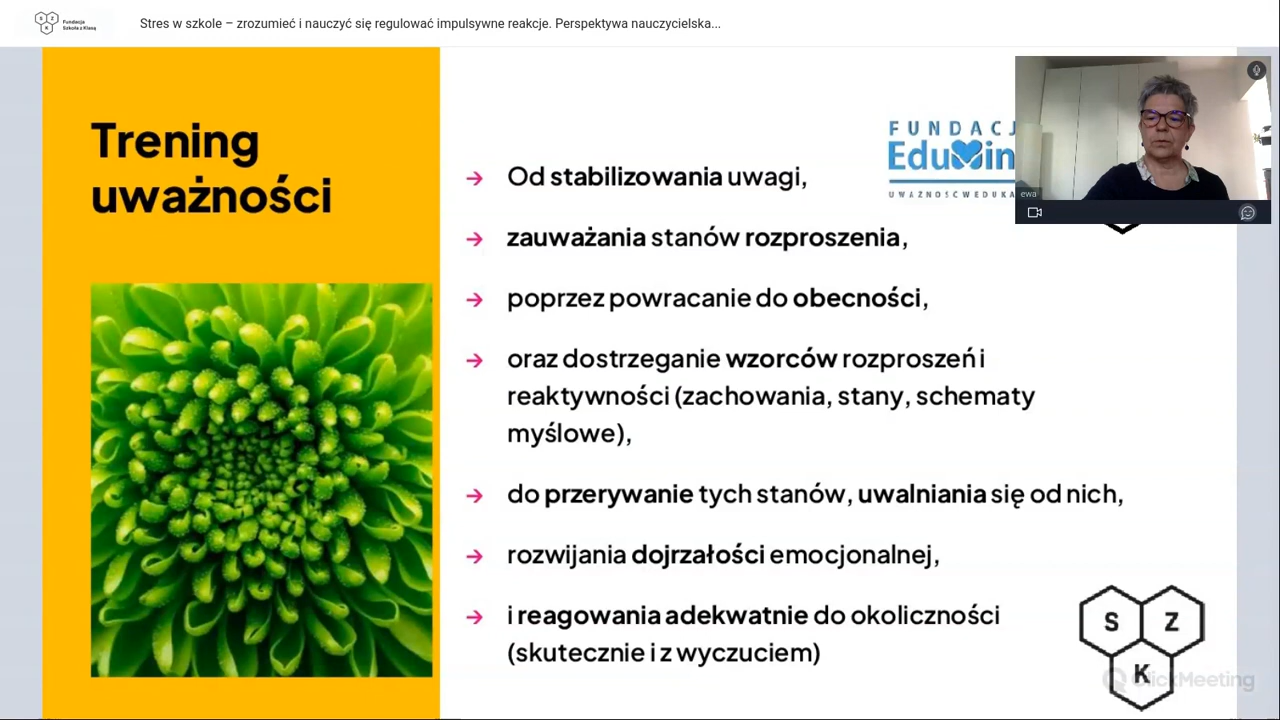 Fundacja
Szkoła z Klasą
S Z
K
Stres w szkole – zrozumieć i nauczyć się regulować impulsywne reakcje. Perspektywa nauczycielska...
Trening
uważności
FUNDACJ
EduMin
UWAŻNOŚĆWEDUKA
ewa
→ Od stabilizowania uwagi,
→ zauważania stanów rozproszenia,
→ poprzez powracanie do obecności,
→ oraz dostrzeganie wzorców rozproszeń i
reaktywności (zachowania, stany, schematy
myślowe),
→ do przerywanie tych stanów, uwalniania się od nich,
→ rozwijania dojrzałości emocjonalnej,
→ i reagowania adekwatnie do okoliczności
(skutecznie i z wyczuciem)
S Z
K
ClickMeeting